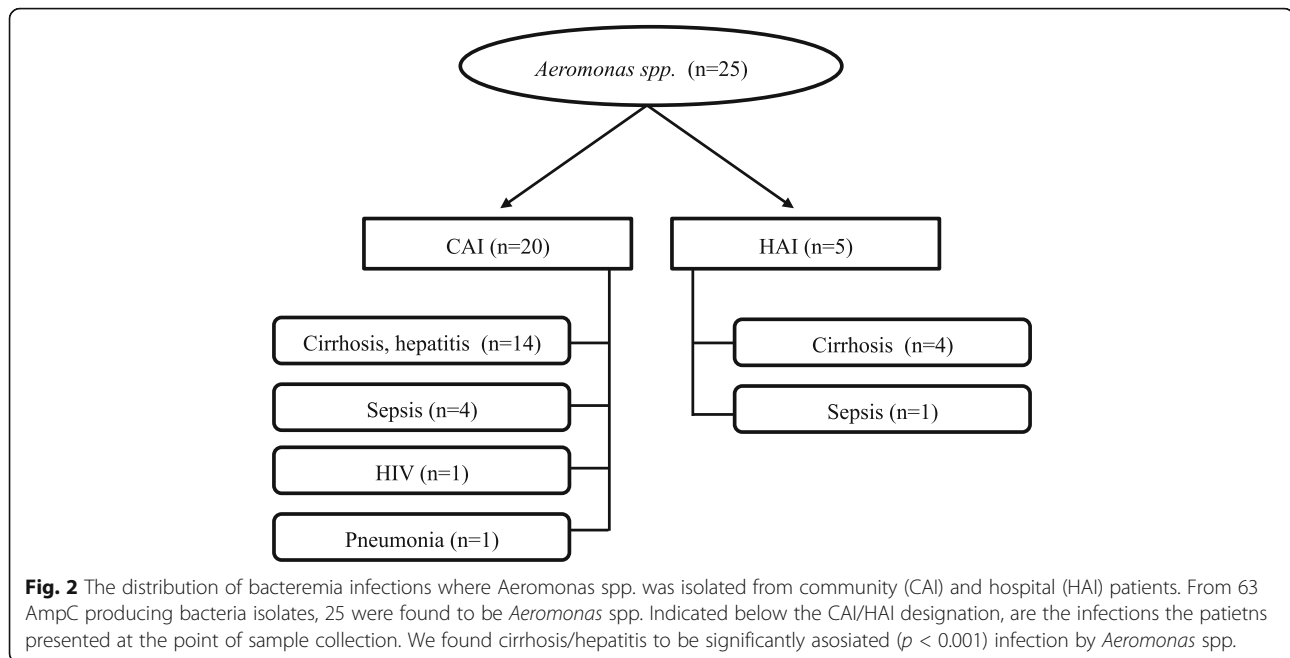 Aeromonas spp. (n=25)
CAI (n=20)
HAI (n=5)
Cirrhosis, hepatitis (n=14)
Sepsis (n=4)
HIV (n=1)
Pneumonia (n=1)
Cirrhosis (n=4)
Sepsis (n=1)
Fig. 2 The distribution of bacteremia infections where Aeromonas spp. was isolated from community (CAI) and hospital (HAI) patients. From 63
AmpC producing bacteria isolates, 25 were found to be Aeromonas spp. Indicated below the CAI/HAI designation, are the infections the patietns
presented at the point of sample collection. We found cirrhosis/hepatitis to be significantly asosiated (p < 0.001) infection by Aeromonas spp.